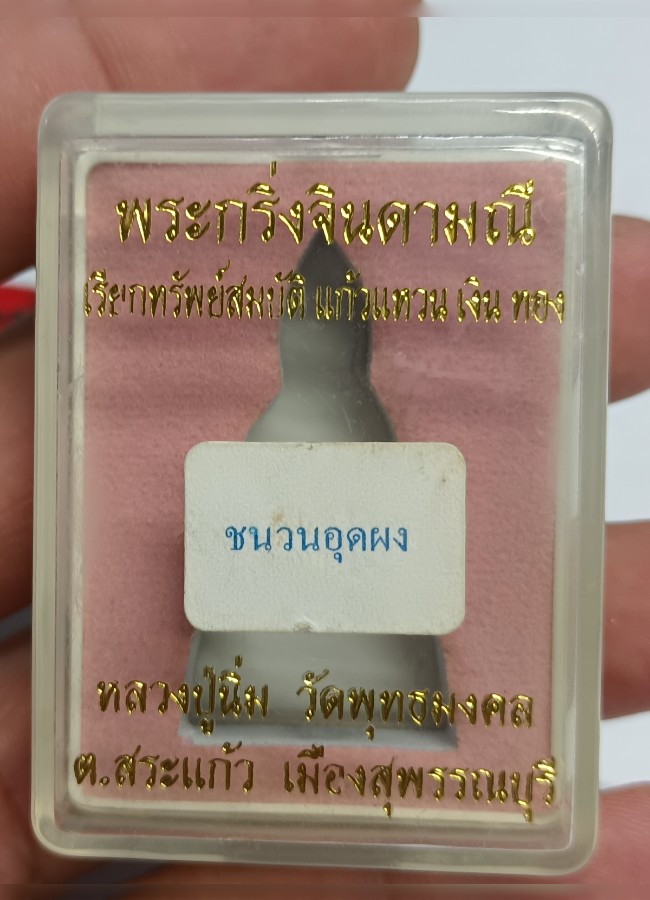 พระกริ่งจินดามณี
เรียกทรัพย์สมบัติ แก้วแหวน เงิน ทอง
ชนวนอุดผง
หลวงปู่นิ่ม วัดพุทธมงคล
ต.สระแก้ว เมืองสุพรรณบุรี